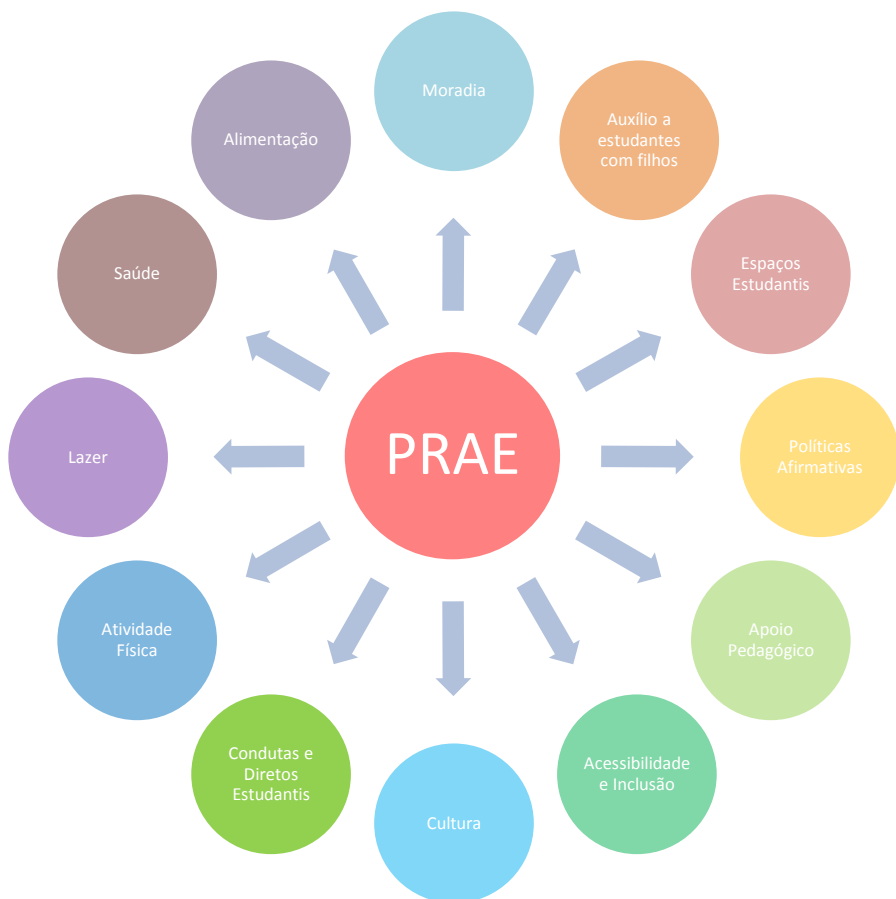 Moradia
Auxílio a
estudantes
com filhos
Espaços
Estudantis
Políticas
Afirmativas
Apoio
Pedagógico
Acessibilidade
e Inclusão
Cultura
Condutas e
Diretos
Estudantis
Atividade
Física
Lazer
Saúde
Alimentação
PRAE